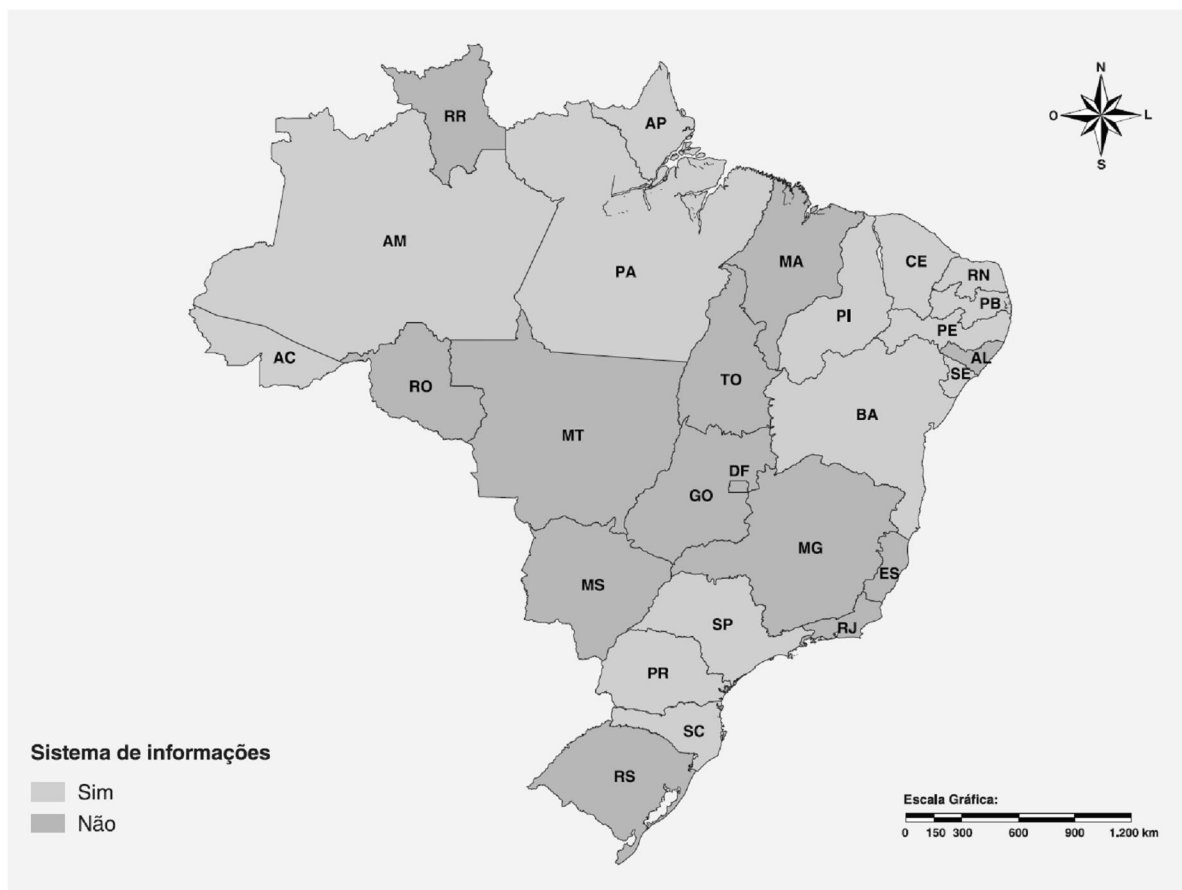 N
O L
S
RR
AP
AM
PA
MA
CE
RN
PB
PI
PE
AC
AL
SE
RO
TO
BA
MT
DF
GO
MG
ES
MS
SP
RJ
PR
SC
RS
Sistema de informações
Sim
Não
Escala Gráfica:
0 150 300 600 900 1.200 km